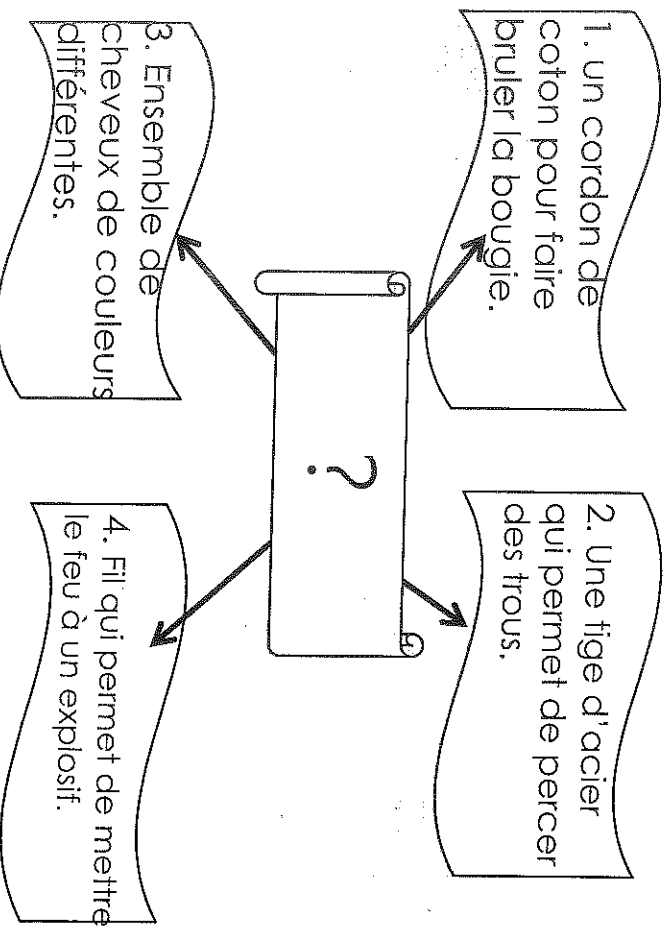 1. un cordon de
coton pour faire
bruler la bougie.
2. Une tige d'acier
qui permet de percer
des trous.
?
3. Ensemble de
cheveux de couleurs
différentes.
4. Fil qui permet de mettre
le feu à un explosif.